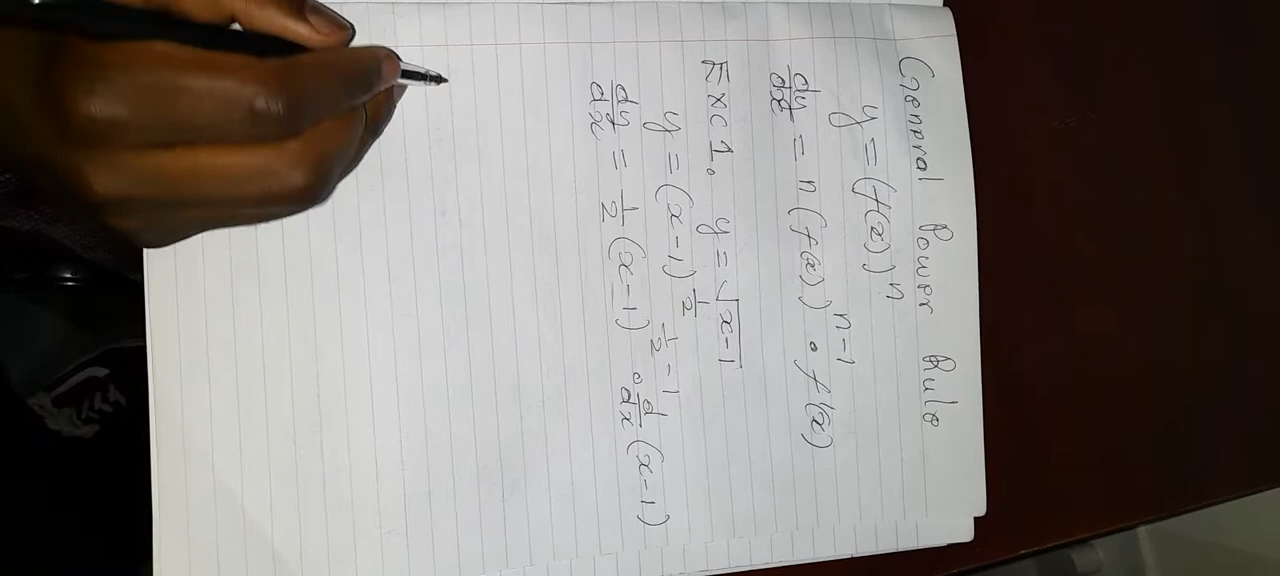 General Power Rule
y = (f(x))^n
dy/dx = n(f(x))^{n-1} · f'(x)
Exc 1. y = √(x-1)
y = (x-1)^{1/2}
dy/dx = 1/2 (x-1)^{1/2 - 1} · d/dx (x-1)